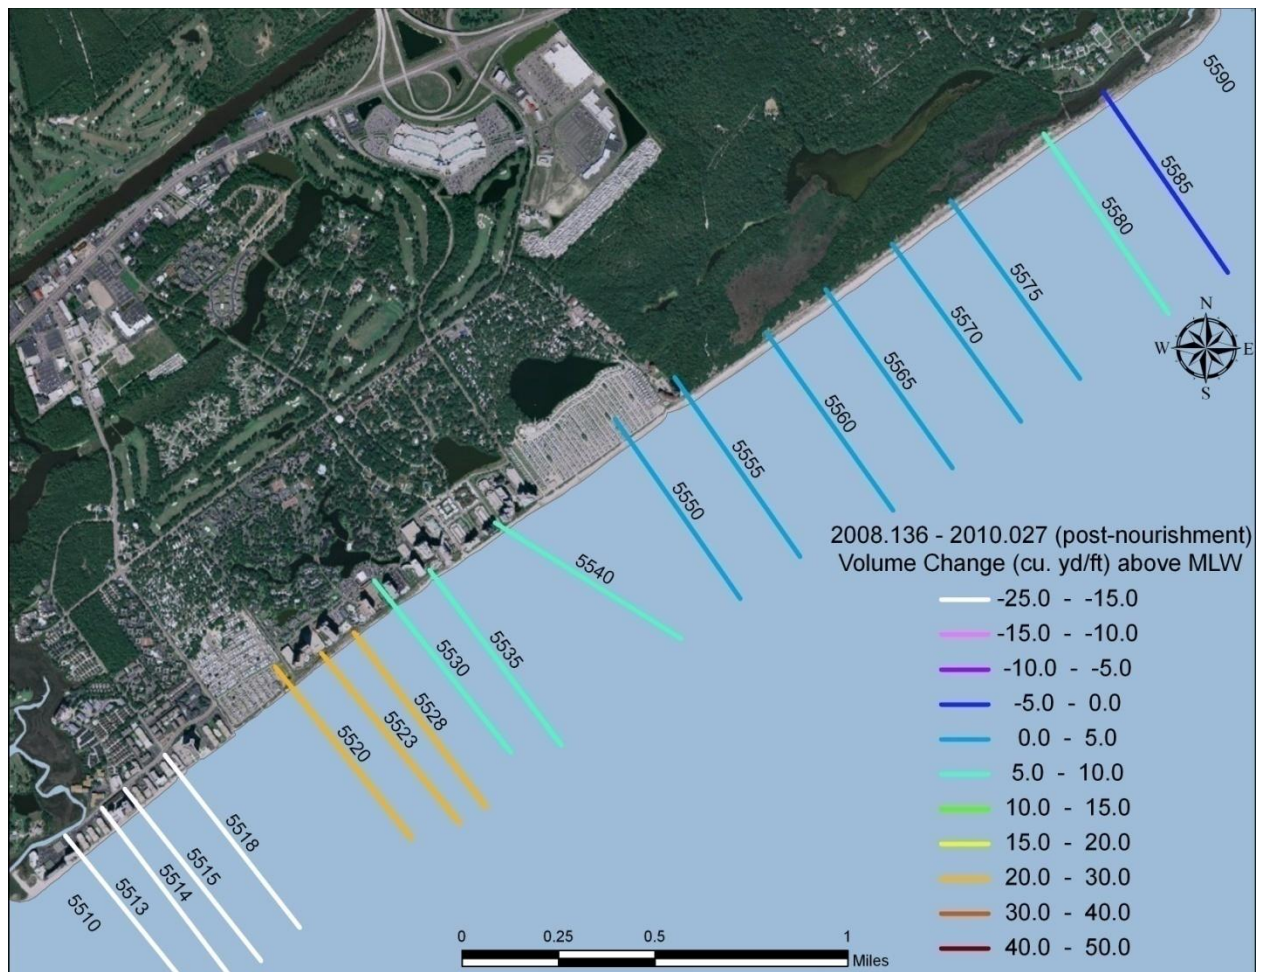 5590
5585
5580
5575
5570
5565
5560
5555
5550
5540
5535
5530
5528
5523
5520
5518
5515
5514
5513
5510
N
W E
S
2008.136 - 2010.027 (post-nourishment)
Volume Change (cu. yd/ft) above MLW
-25.0 - -15.0
-15.0 - -10.0
-10.0 - -5.0
-5.0 - 0.0
0.0 - 5.0
5.0 - 10.0
10.0 - 15.0
15.0 - 20.0
20.0 - 30.0
30.0 - 40.0
40.0 - 50.0
0 0.25 0.5 1
Miles